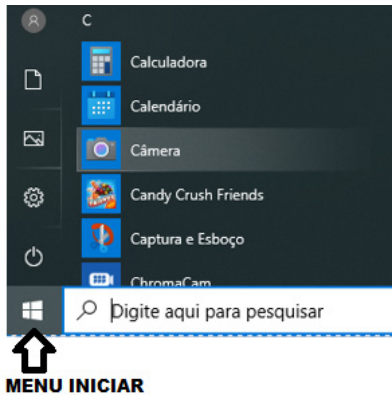 C
Calculadora
Calendário
Câmera
Candy Crush Friends
Captura e Esboço
ChromaCam
Digite aqui para pesquisar
MENU INICIAR